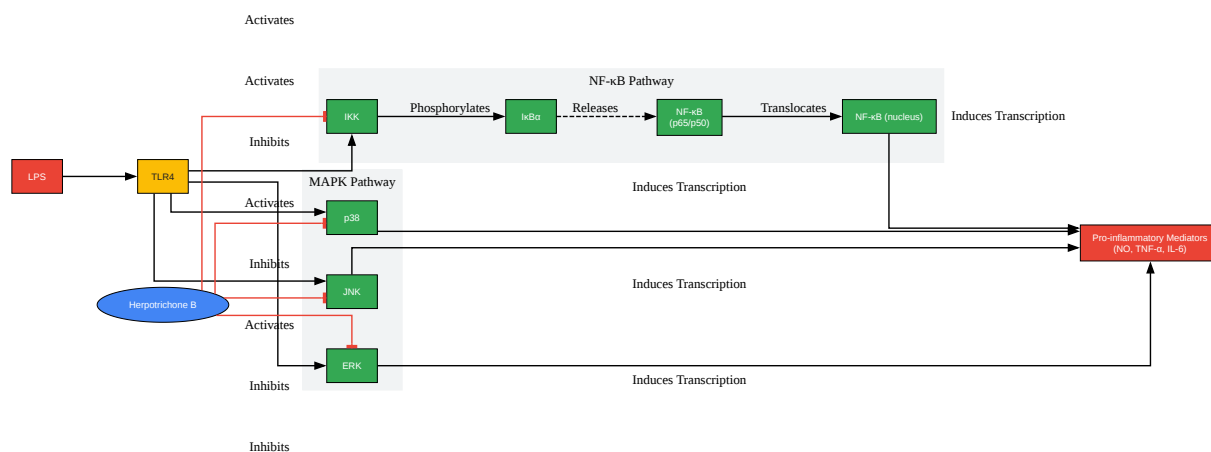 Activates
Activates
NF-κB Pathway
IKK
Phosphorylates
IκBα
Releases
NF-κB
(p65/p50)
Translocates
NF-κB (nucleus)
Induces Transcription
Inhibits
LPS
TLR4
MAPK Pathway
Induces Transcription
Activates
p38
Pro-inflammatory Mediators
(NO, TNF-α, IL-6)
Inhibits
JNK
Induces Transcription
Herpotrichone B
Activates
ERK
Induces Transcription
Inhibits
Inhibits